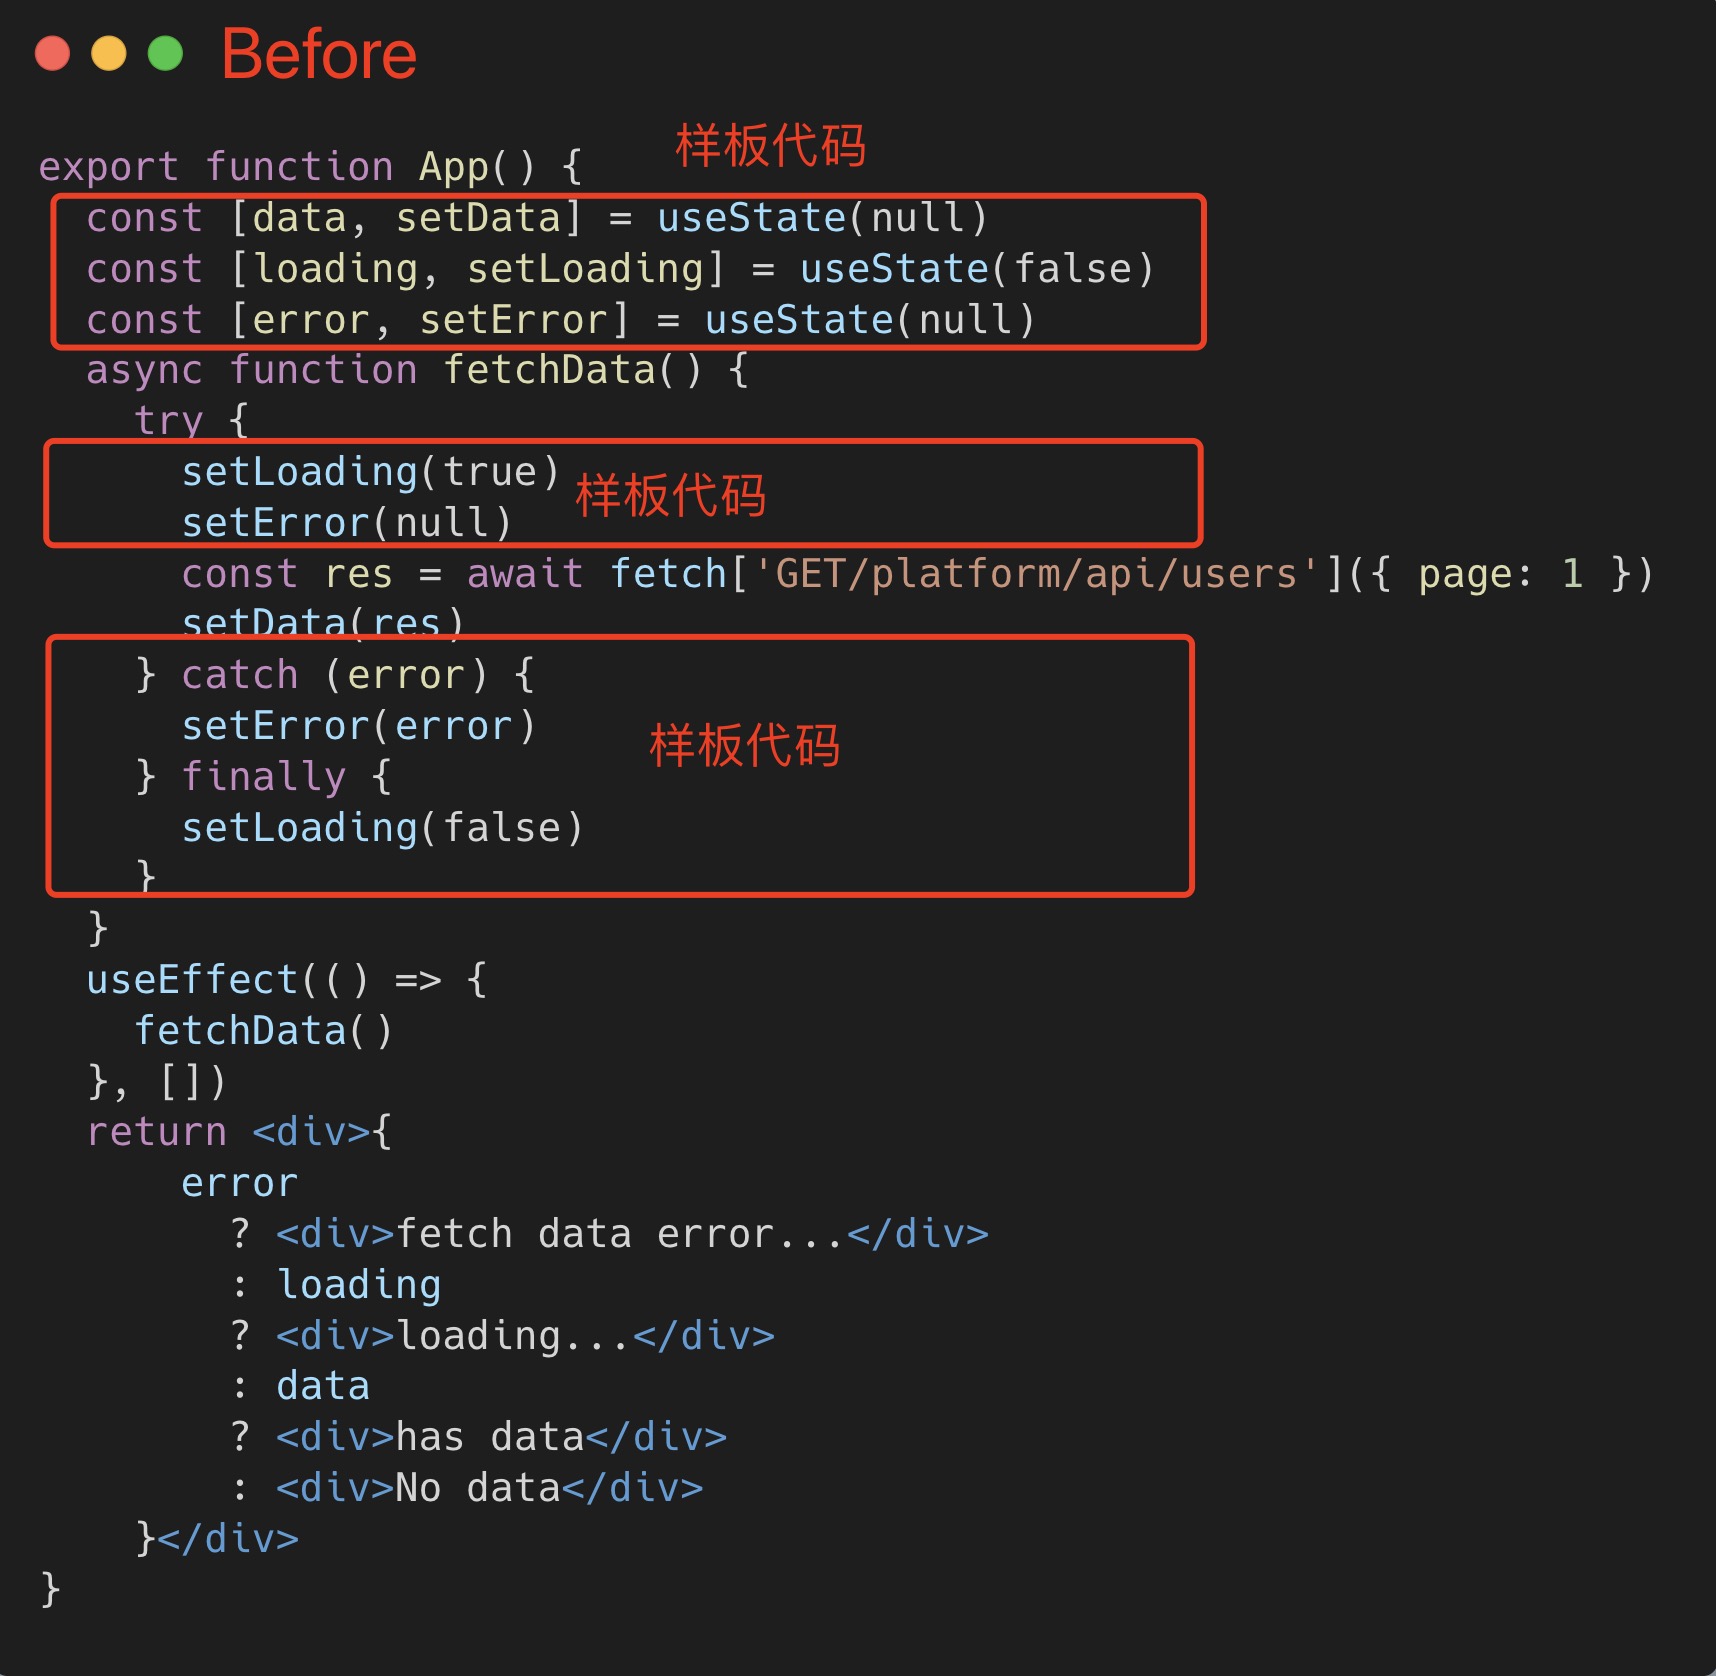 Before
样板代码
export function App() {
  const [data, setData] = useState(null)
  const [loading, setLoading] = useState(false)
  const [error, setError] = useState(null)
  async function fetchData() {
    try {
      setLoading(true)
样板代码
      setError(null)
      const res = await fetch['GET/platform/api/users']({ page: 1 })
      setData(res)
    } catch (error) {
      setError(error)
样板代码
    } finally {
      setLoading(false)
    }
  }
  useEffect(() => {
    fetchData()
  }, [])
  return <div>{
      error
        ? <div>fetch data error...</div>
        : loading
        ? <div>loading...</div>
        : data
        ? <div>has data</div>
        : <div>No data</div>
    }</div>
}